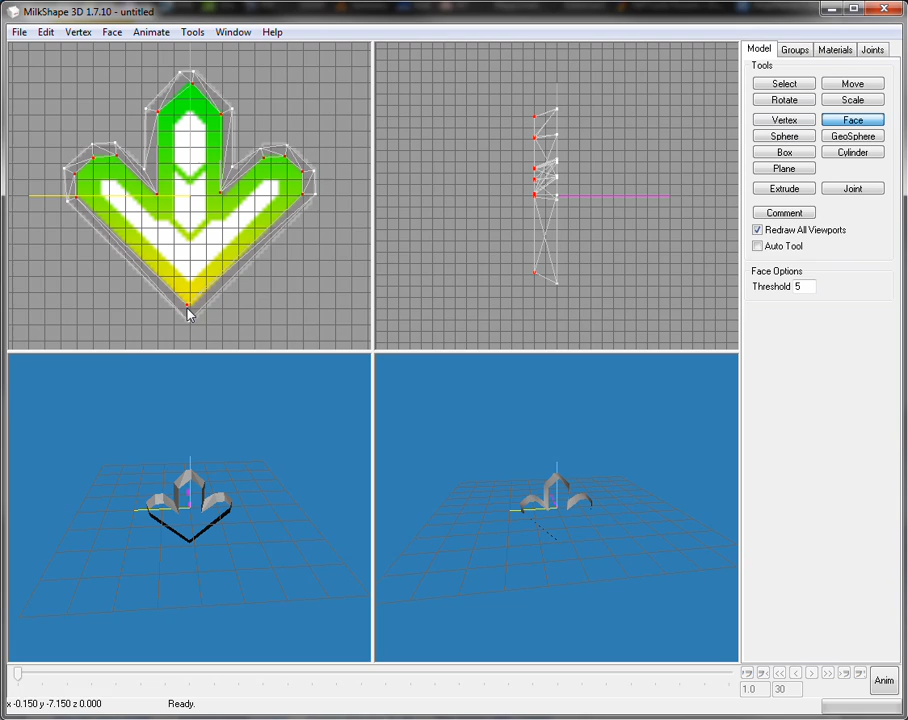 MilkShape 3D 1.7.10 - untitled
File Edit Vertex Face Animate Tools Window Help
Model Groups Materials Joints
Tools
Select Move
Rotate Scale
Vertex Face
Sphere GeoSphere
Box Cylinder
Plane
Extrude Joint
Comment
Redraw All Viewports
Auto Tool
Face Options
Threshold 5
1.0 30 Anim
x -0.150 y -7.150 z 0.000 Ready.